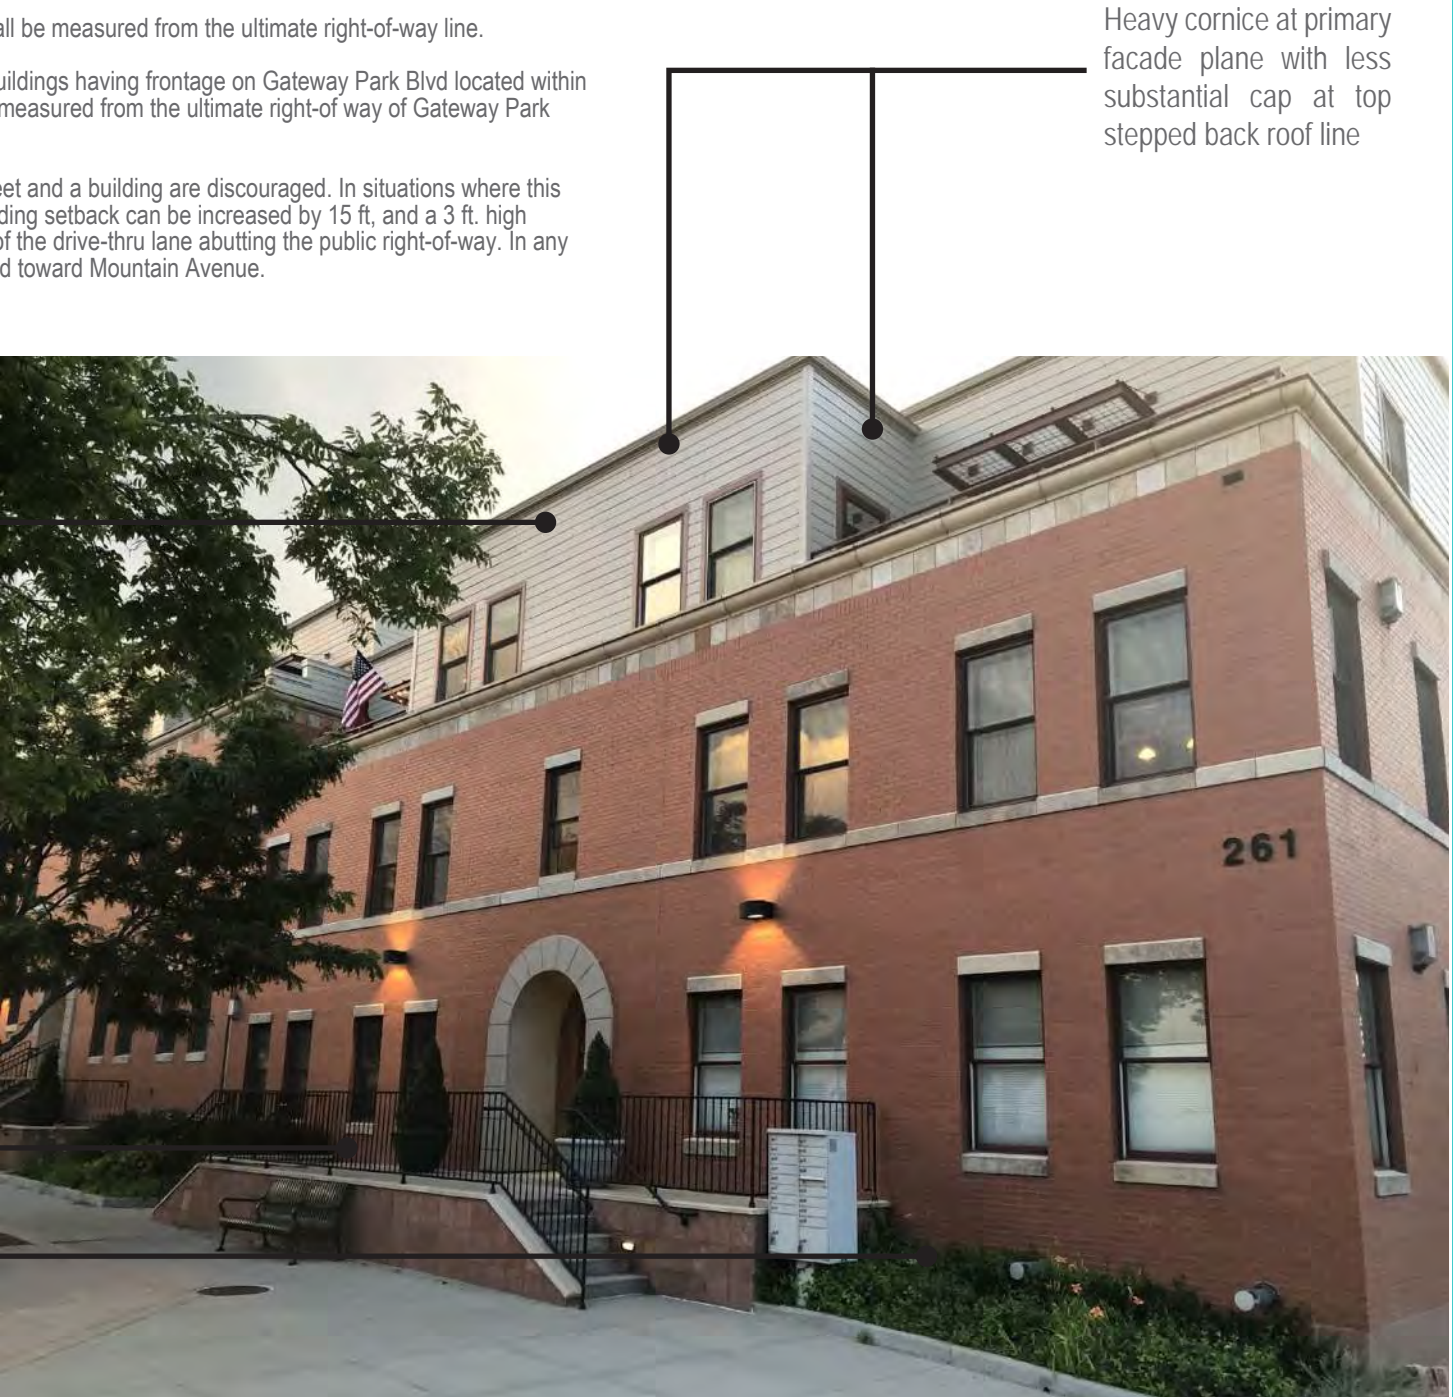 all be measured from the ultimate right-of-way line.
uildings having frontage on Gateway Park Blvd located within
measured from the ultimate right-of way of Gateway Park
eet and a building are discouraged. In situations where this
ding setback can be increased by 15 ft, and a 3 ft. high
of the drive-thru lane abutting the public right-of-way. In any
d toward Mountain Avenue.
Heavy cornice at primary
facade plane with less
substantial cap at top
stepped back roof line
261